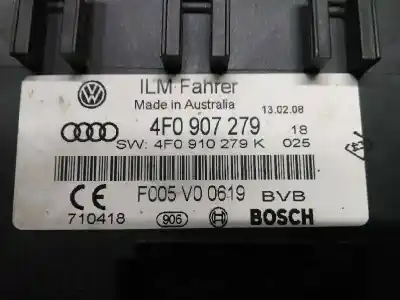 ILM Fahrer
Made in Australia 13.02.08
4F0 907 279 18
SW: 4F0 910 279 K 025
F005 V0 0619 BVB
CE
710418 906 BOSCH